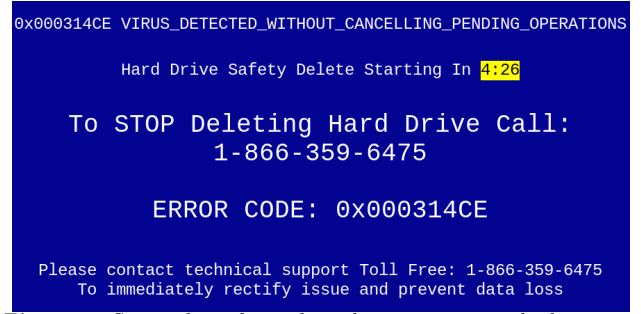 0x000314CE VIRUS_DETECTED_WITHOUT_CANCELLING_PENDING_OPERATIONS
Hard Drive Safety Delete Starting In 4:26
To STOP Deleting Hard Drive Call:
1-866-359-6475
ERROR CODE: 0x000314CE
Please contact technical support Toll Free: 1-866-359-6475
To immediately rectify issue and prevent data loss